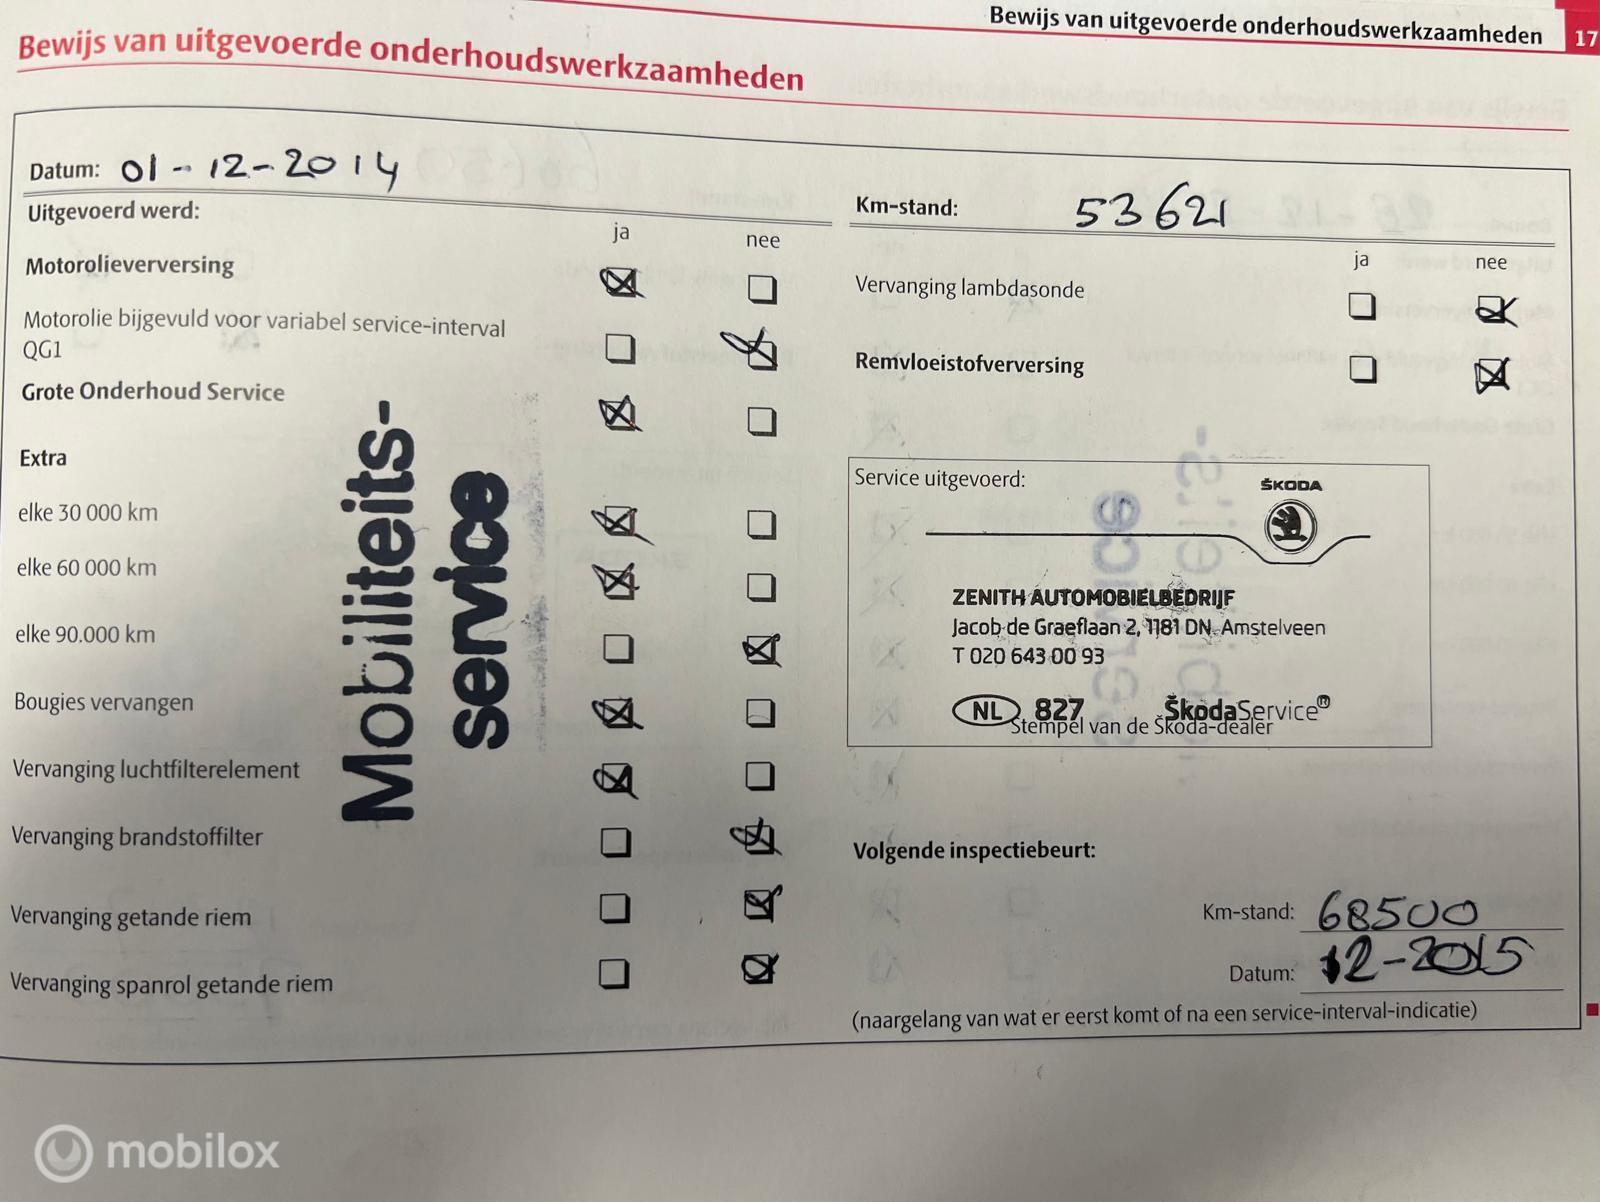 Bewijs van uitgevoerde onderhoudswerkzaamheden 17
Bewijs van uitgevoerde onderhoudswerkzaamheden
Datum: 01-12-2014
Uitgevoerd werd:
ja nee
Motorolieverversing
Motorolie bijgevuld voor variabel service-interval
QG1
Grote Onderhoud Service
Extra
elke 30 000 km
elke 60 000 km
elke 90.000 km
Bougies vervangen
Vervanging luchtfilterelement
Vervanging brandstoffilter
Vervanging getande riem
Vervanging spanrol getande riem
Mobiliteits-
service
Km-stand: 53621
ja nee
Vervanging lambdasonde
Remvloeistofverversing
Service uitgevoerd:
ŠKODA
ZENITH AUTOMOBIELBEDRIJF
Jacob de Graeflaan 2, 1181 DN Amstelveen
T 020 643 00 93
NL 827 ŠkodaService®
Stempel van de Skoda-dealer
Volgende inspectiebeurt:
Km-stand: 68500
Datum: 12-2015
(naargelang van wat er eerst komt of na een service-interval-indicatie)
mobilox